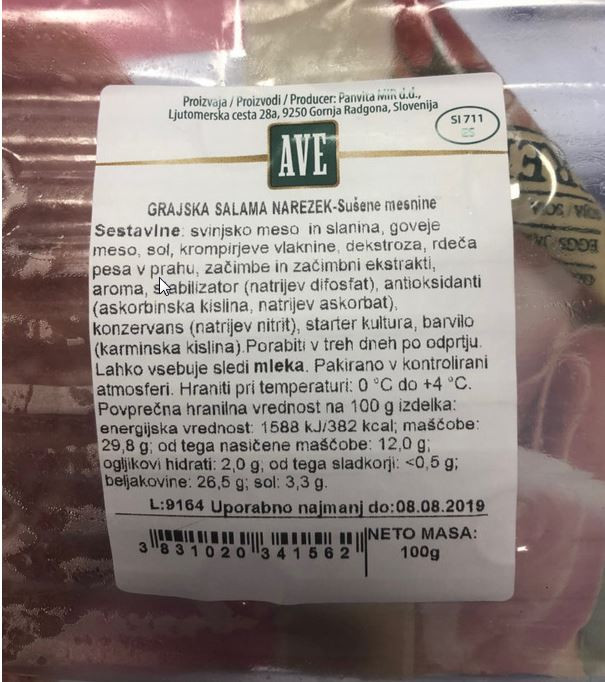 Proizvaja / Proizvodi / Producer: Panvita MIR d.d.,
Ljutomerska cesta 28a, 9250 Gornja Radgona, Slovenija
SI 711
ES
AVE
GRAJSKA SALAMA NAREZEK-Sušene mesnine
Sestavine: svinjsko meso in slanina, goveje
meso, sol, krompirjeve vlaknine, dekstroza, rdeča
pesa v prahu, začimbe in začimbni ekstrakti,
aroma, stabilizator (natrijev difosfat), antioksidanti
(askorbinska kislina, natrijev askorbat),
konzervans (natrijev nitrit), starter kultura, barvilo
(karminska kislina).Porabiti v treh dneh po odprtju.
Lahko vsebuje sledi mleka. Pakirano v kontrolirani
atmosferi. Hraniti pri temperaturi: 0 °C do +4 °C.
Povprečna hranilna vrednost na 100 g izdelka:
energijska vrednost: 1588 kJ/382 kcal; maščobe:
29,8 g; od tega nasičene maščobe: 12,0 g;
ogljikovi hidrati: 2,0 g; od tega sladkorji: <0,5 g;
beljakovine: 26,5 g; sol: 3,3 g.
L:9164 Uporabno najmanj do:08.08.2019
3 831020 341562
NETO MASA:
100g